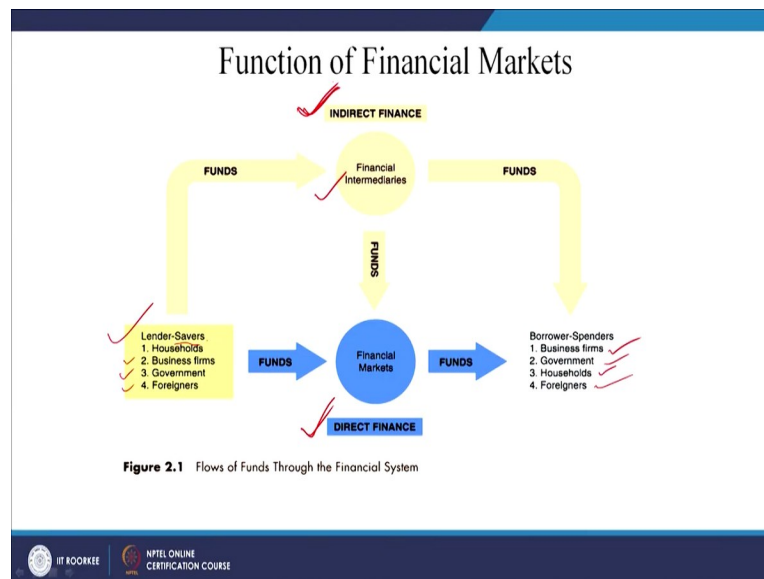 Function of Financial Markets
INDIRECT FINANCE
FUNDS
Financial
Intermediaries
FUNDS
FUNDS
Lender-Savers
1. Households
2. Business firms
3. Government
4. Foreigners
FUNDS
Financial
Markets
FUNDS
Borrower-Spenders
1. Business firms
2. Government
3. Households
4. Foreigners
DIRECT FINANCE
Figure 2.1 Flows of Funds Through the Financial System
IIT ROORKEE
NPTEL ONLINE
CERTIFICATION COURSE